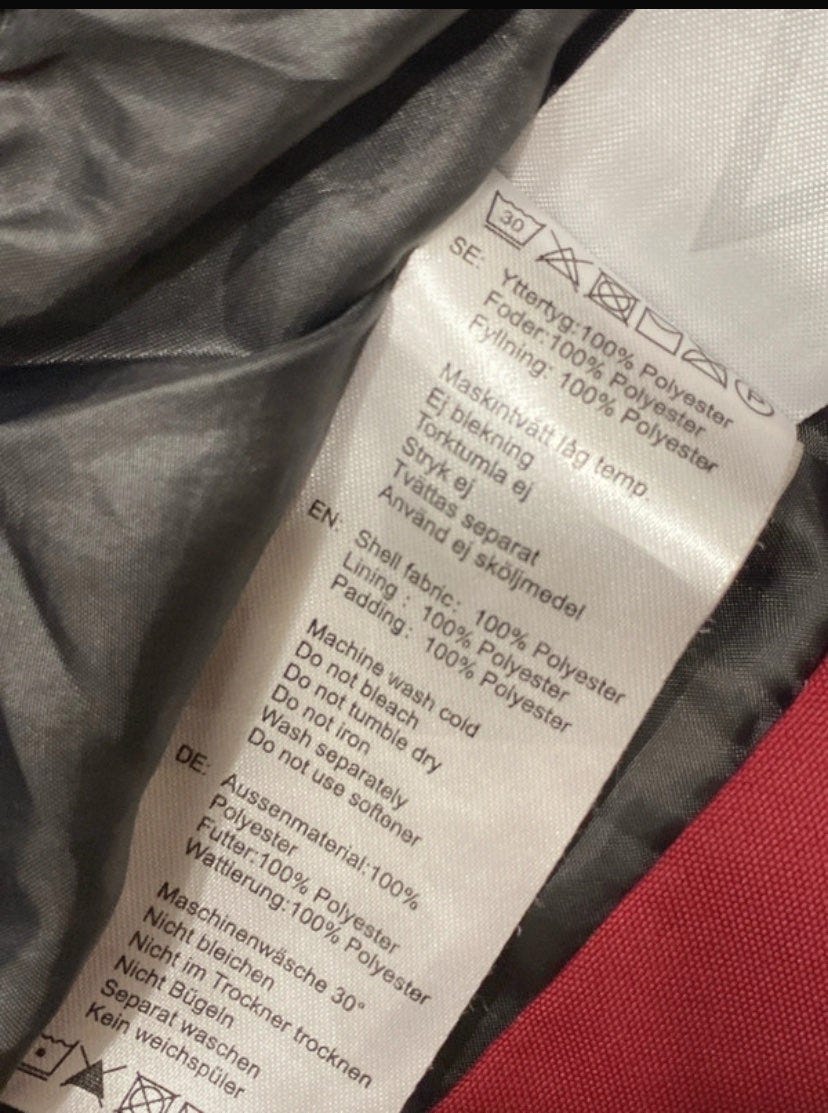 30
P
SE:
Yttertyg:100% Polyester
Foder:100% Polyester
Fyllning: 100% Polyester
Maskintvätt låg temp.
Ej blekning
Torktumla ej
Stryk ej
Tvättas separat
Använd ej sköljmedel
EN:
Shell fabric: 100% Polyester
Lining : 100% Polyester
Padding: 100% Polyester
Machine wash cold
Do not bleach
Do not tumble dry
Do not iron
Wash separately
Do not use softener
DE:
Aussenmaterial:100%
Polyester
Futter:100% Polyester
Wattierung:100% Polyester
Maschinenwäsche 30°
Nicht bleichen
Nicht im Trockner trocknen
Nicht Bügeln
Separat waschen
Kein weichspüler